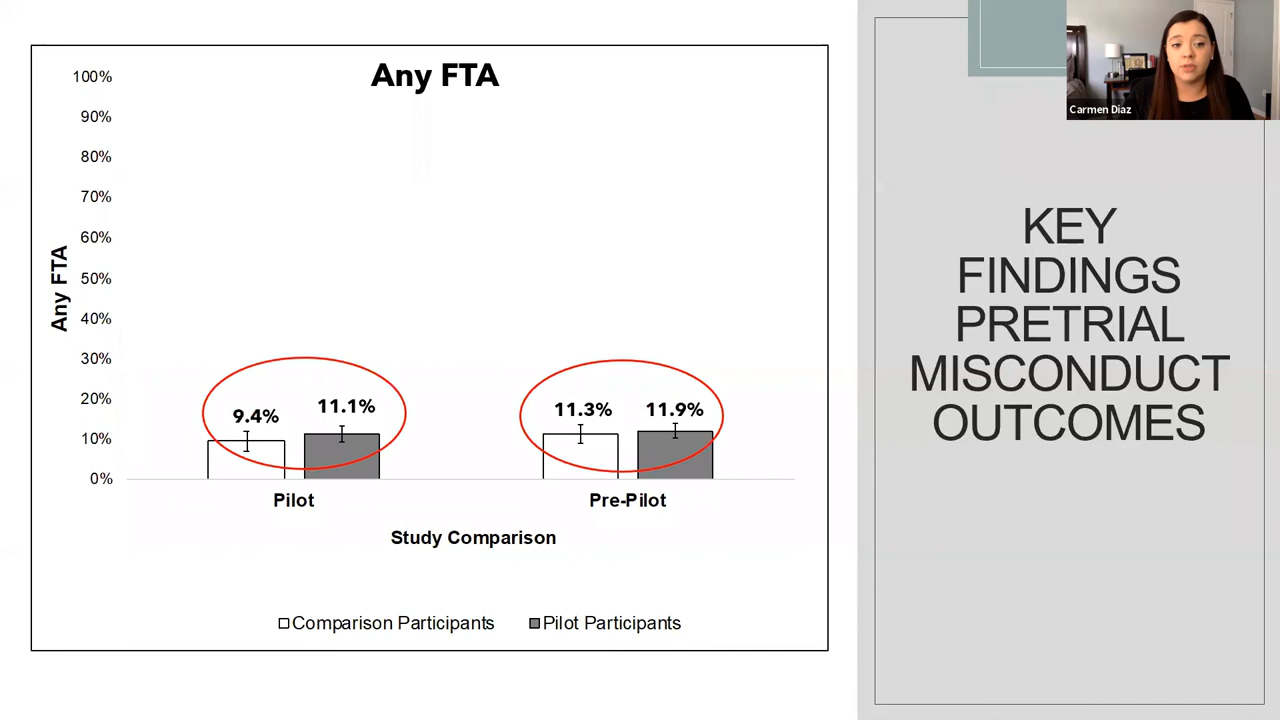 Any FTA
100%
90%
80%
70%
60%
50%
40%
30%
20%
10%
0%
Any FTA
9.4%
11.1%
11.3%
11.9%
Pilot
Pre-Pilot
Study Comparison
Comparison Participants
Pilot Participants
Carmen Diaz
KEY
FINDINGS
PRETRIAL
MISCONDUCT
OUTCOMES